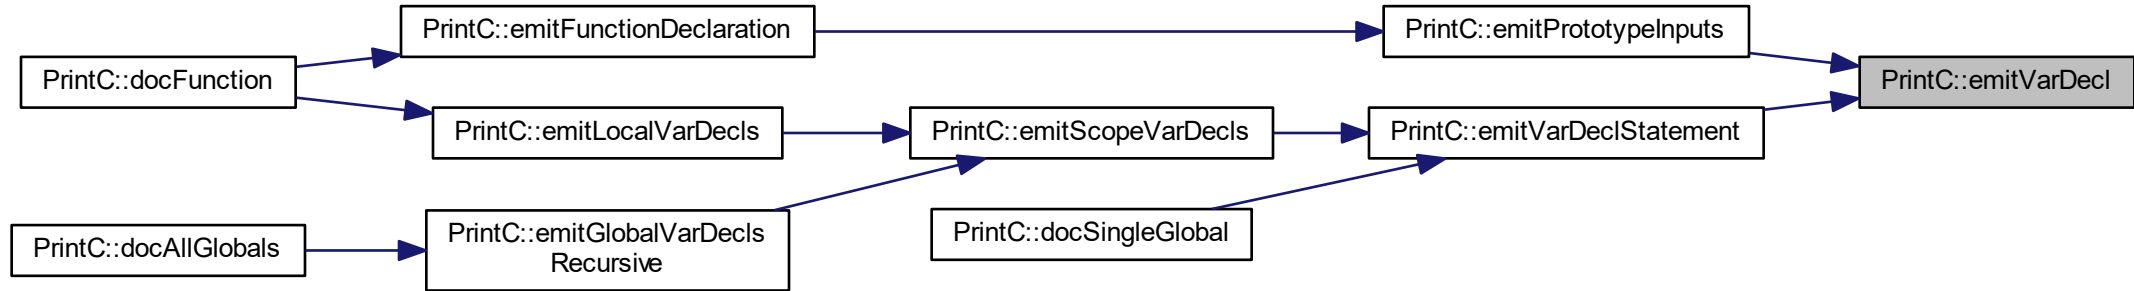 PrintC::emitFunctionDeclaration
PrintC::emitPrototypeInputs
PrintC::docFunction
PrintC::emitVarDecl
PrintC::emitLocalVarDecls
PrintC::emitScopeVarDecls
PrintC::emitVarDeclStatement
PrintC::docAllGlobals
PrintC::emitGlobalVarDecls
Recursive
PrintC::docSingleGlobal